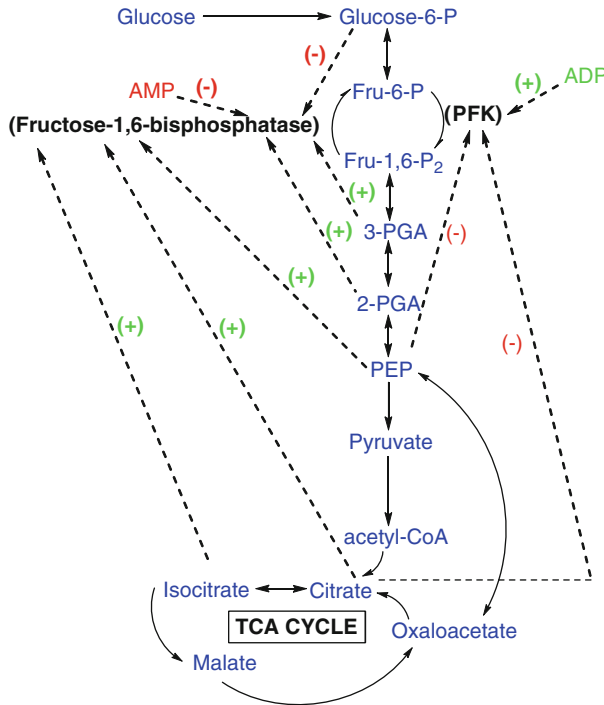 Glucose
Glucose-6-P
(-)
AMP
(-)
Fru-6-P
(+)
ADP
(Fructose-1,6-bisphosphatase)
(PFK)
Fru-1,6-P2
(+)
3-PGA
(+)
(-)
(+)
2-PGA
(+)
(+)
(-)
PEP
Pyruvate
acetyl-CoA
Isocitrate
Citrate
TCA CYCLE
Oxaloacetate
Malate